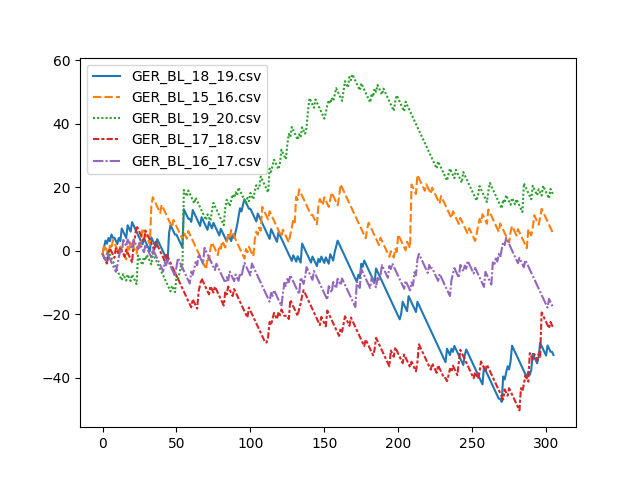 60
40
20
0
−20
−40
GER_BL_18_19.csv
GER_BL_15_16.csv
GER_BL_19_20.csv
GER_BL_17_18.csv
GER_BL_16_17.csv
0 50 100 150 200 250 300